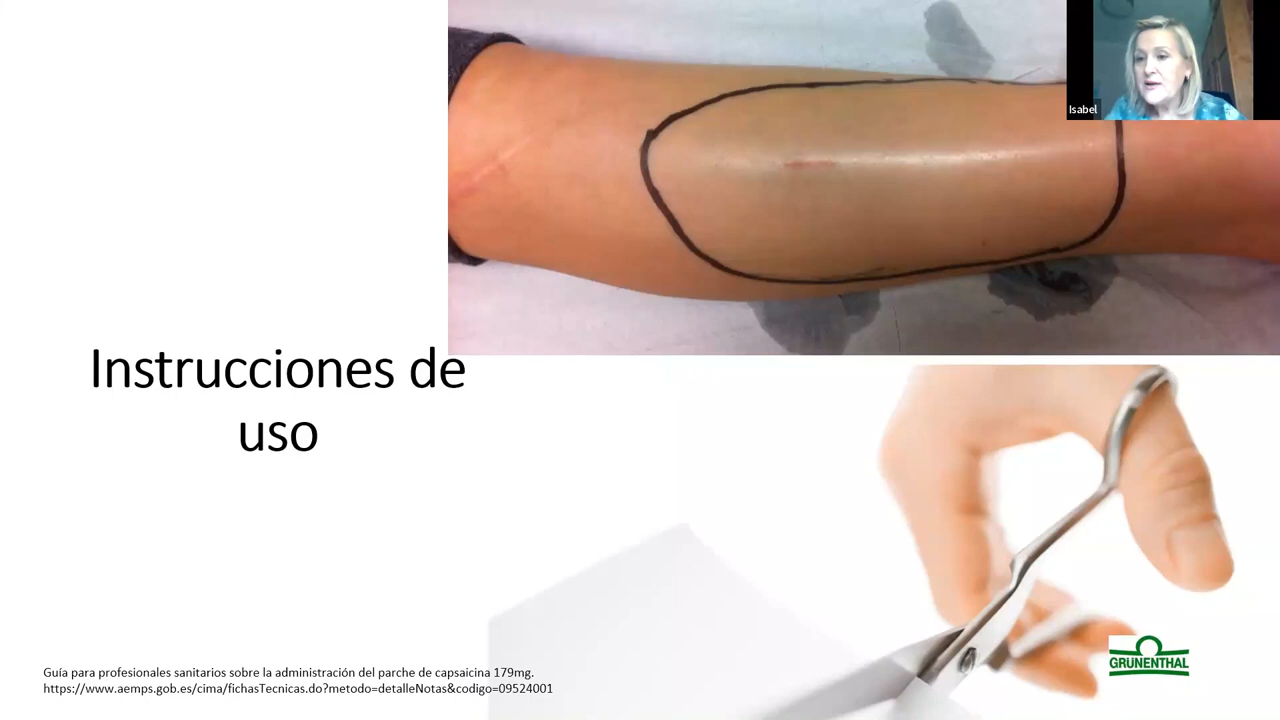 Isabel
Instrucciones de
uso
Guía para profesionales sanitarios sobre la administración del parche de capsaicina 179mg.
https://www.aemps.gob.es/cima/fichasTecnicas.do?metodo=detalleNotas&codigo=09524001
GRÜNENTHAL